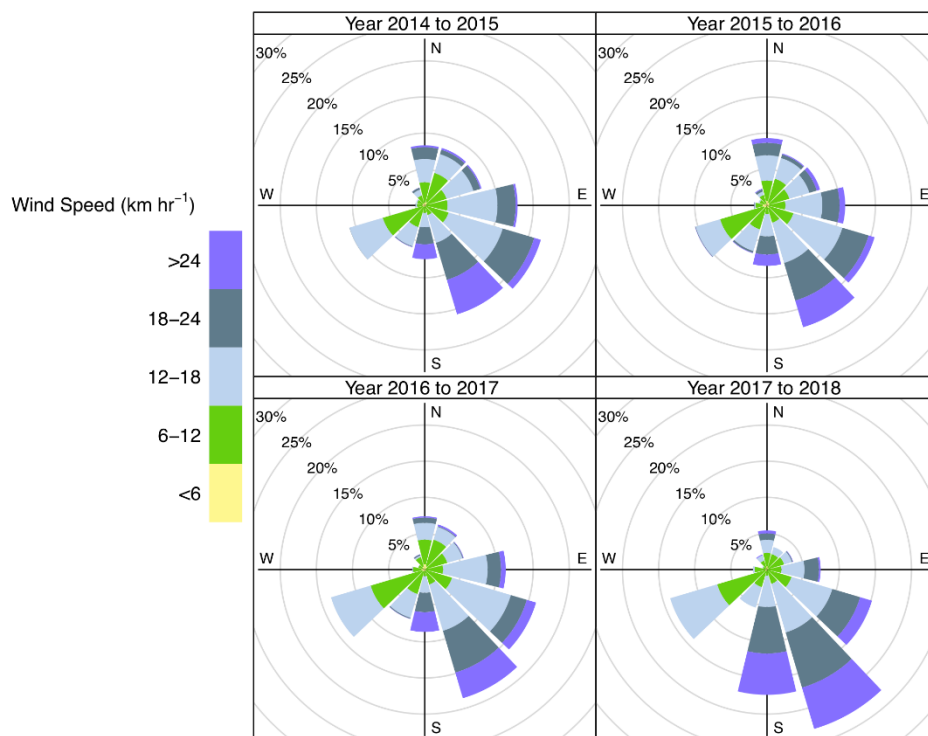 Year 2014 to 2015
Year 2015 to 2016
N
30%
25%
20%
15%
10%
5%
W
E
S
N
30%
25%
20%
15%
10%
5%
W
E
S
Wind Speed (km hr⁻¹)
>24
18−24
12−18
6−12
<6
Year 2016 to 2017
Year 2017 to 2018
N
30%
25%
20%
15%
10%
5%
W
E
S
N
30%
25%
20%
15%
10%
5%
W
E
S